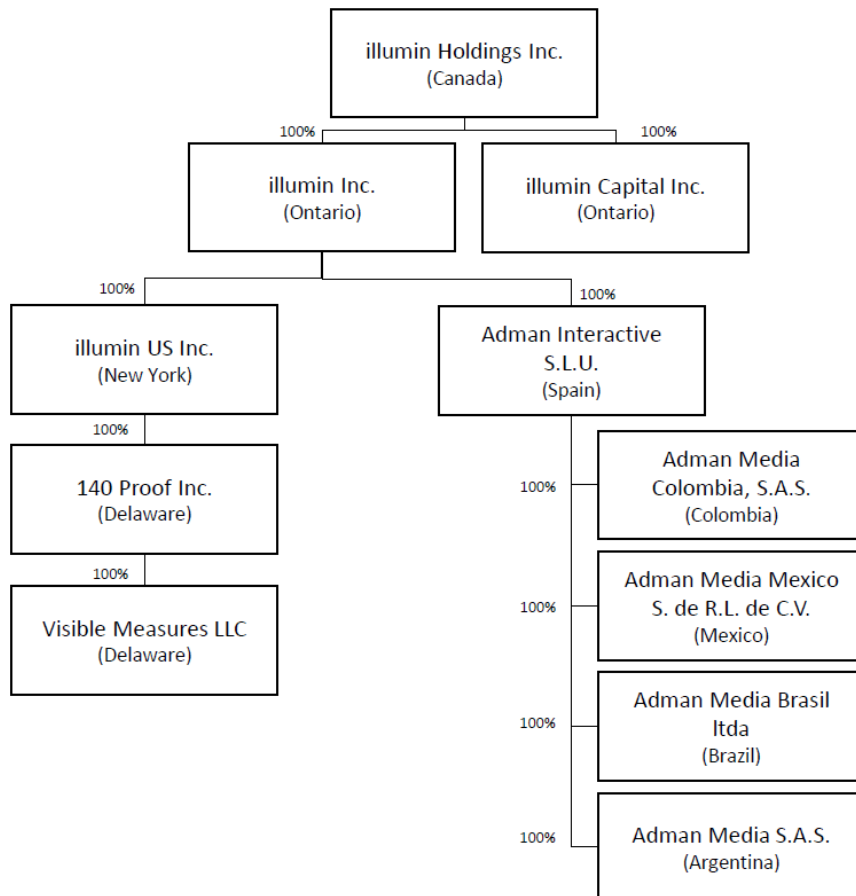 illumin Holdings Inc.
(Canada)
100%
100%
illumin Inc.
(Ontario)
illumin Capital Inc.
(Ontario)
100%
100%
illumin US Inc.
(New York)
Adman Interactive
S.L.U.
(Spain)
100%
140 Proof Inc.
(Delaware)
100%
Adman Media
Colombia, S.A.S.
(Colombia)
100%
Visible Measures LLC
(Delaware)
100%
Adman Media Mexico
S. de R.L. de C.V.
(Mexico)
100%
Adman Media Brasil
ltda
(Brazil)
100%
Adman Media S.A.S.
(Argentina)